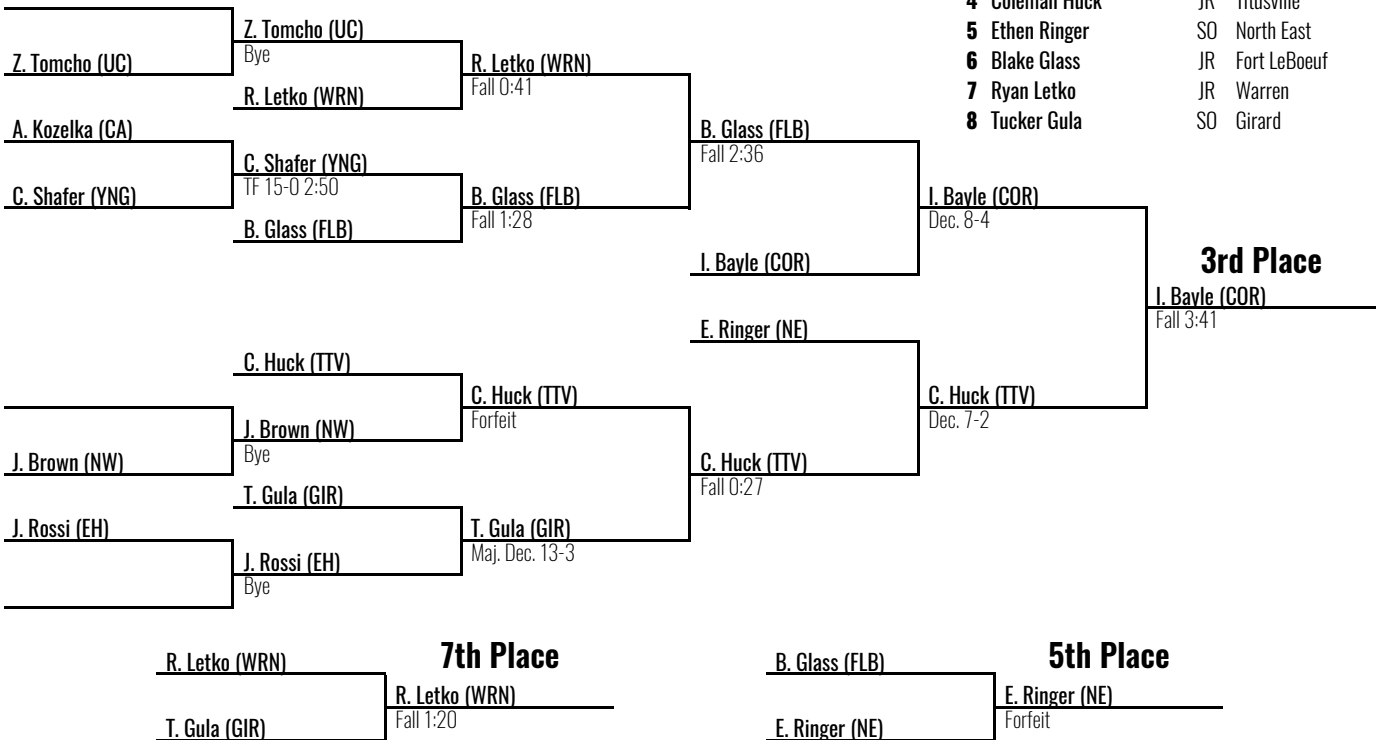 4 Coleman Huck JR Titusville
5 Ethen Ringer SO North East
6 Blake Glass JR Fort LeBoeuf
7 Ryan Letko JR Warren
8 Tucker Gula SO Girard
Z. Tomcho (UC)
Bye
Z. Tomcho (UC)
R. Letko (WRN)
Fall 0:41
R. Letko (WRN)
A. Kozelka (CA)
B. Glass (FLB)
Fall 2:36
C. Shafer (YNG)
TF 15-0 2:50
C. Shafer (YNG)
B. Glass (FLB)
Fall 1:28
I. Bayle (COR)
Dec. 8-4
B. Glass (FLB)
I. Bayle (COR)
3rd Place
I. Bayle (COR)
Fall 3:41
E. Ringer (NE)
C. Huck (TTV)
C. Huck (TTV)
Forfeit
C. Huck (TTV)
Dec. 7-2
J. Brown (NW)
Bye
J. Brown (NW)
C. Huck (TTV)
Fall 0:27
T. Gula (GIR)
J. Rossi (EH)
T. Gula (GIR)
Maj. Dec. 13-3
J. Rossi (EH)
Bye
7th Place
R. Letko (WRN)
R. Letko (WRN)
Fall 1:20
T. Gula (GIR)
5th Place
B. Glass (FLB)
E. Ringer (NE)
Forfeit
E. Ringer (NE)